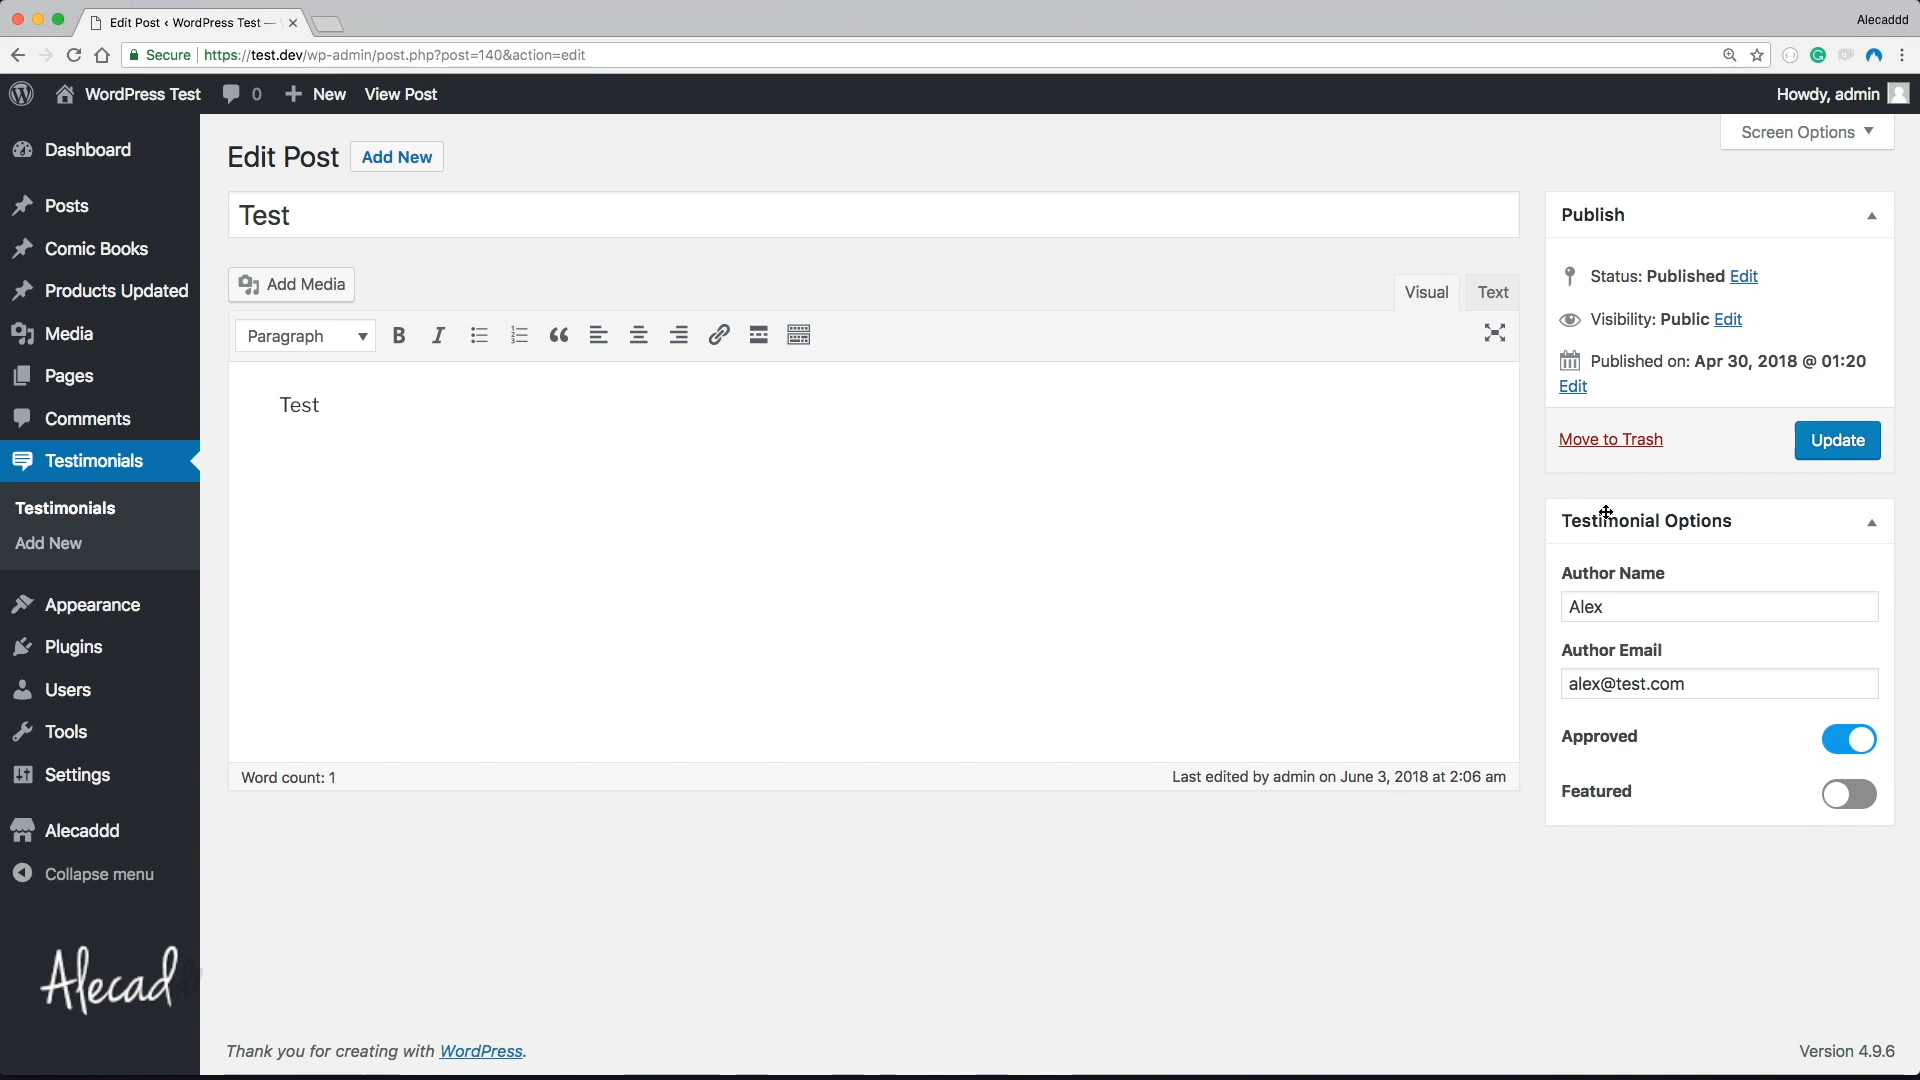 Edit Post ‹ WordPress Test —
Alecaddd
Secure
https://test.dev/wp-admin/post.php?post=140&action=edit
WordPress Test
0
New
View Post
Howdy, admin
Screen Options
Dashboard
Posts
Comic Books
Products Updated
Media
Pages
Comments
Testimonials
Testimonials
Add New
Appearance
Plugins
Users
Tools
Settings
Alecaddd
Collapse menu
Alecad
Edit Post
Add New
Test
Add Media
Visual
Text
Paragraph
Test
Word count: 1
Last edited by admin on June 3, 2018 at 2:06 am
Publish
Status: Published Edit
Visibility: Public Edit
Published on: Apr 30, 2018 @ 01:20
Edit
Move to Trash
Update
Testimonial Options
Author Name
Alex
Author Email
alex@test.com
Approved
Featured
Thank you for creating with WordPress.
Version 4.9.6